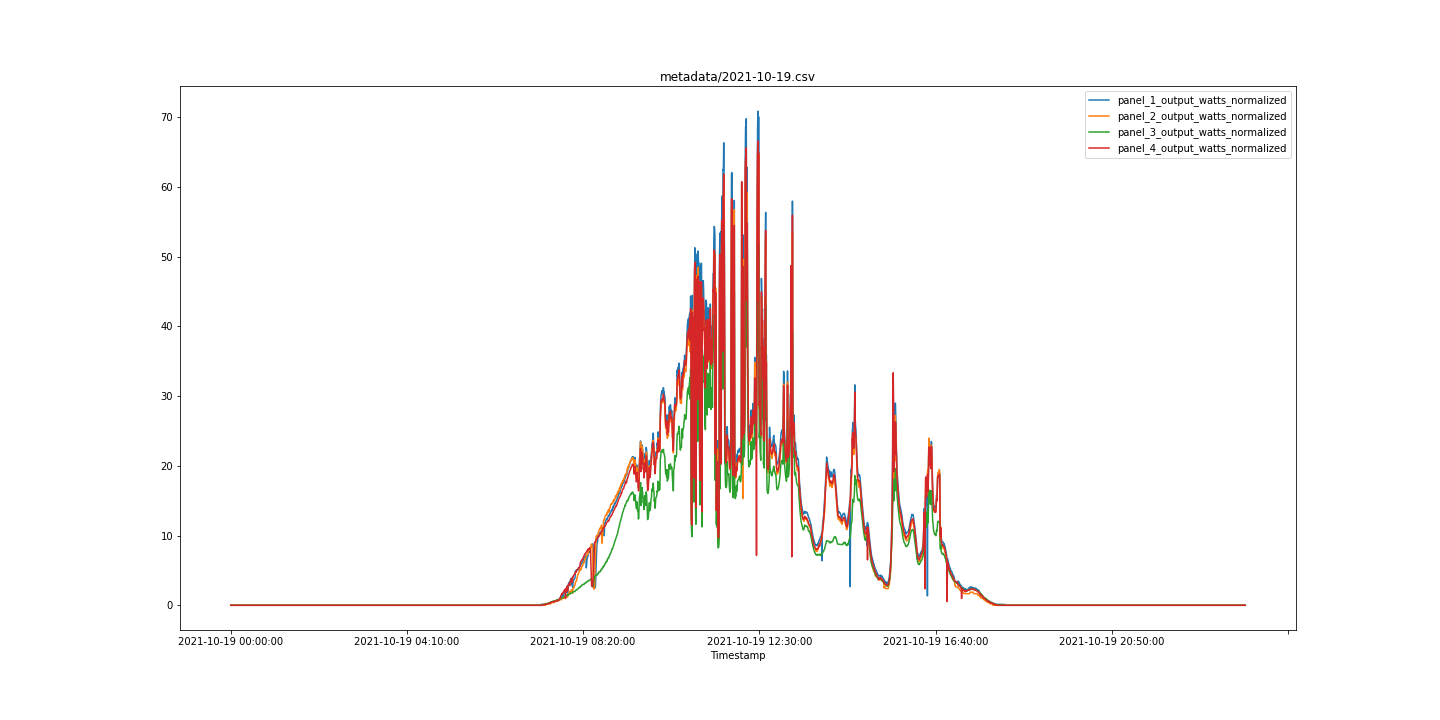 metadata/2021-10-19.csv
panel_1_output_watts_normalized
panel_2_output_watts_normalized
panel_3_output_watts_normalized
panel_4_output_watts_normalized
70
60
50
40
30
20
10
0
2021-10-19 00:00:00 2021-10-19 04:10:00 2021-10-19 08:20:00 2021-10-19 12:30:00 2021-10-19 16:40:00 2021-10-19 20:50:00
Timestamp